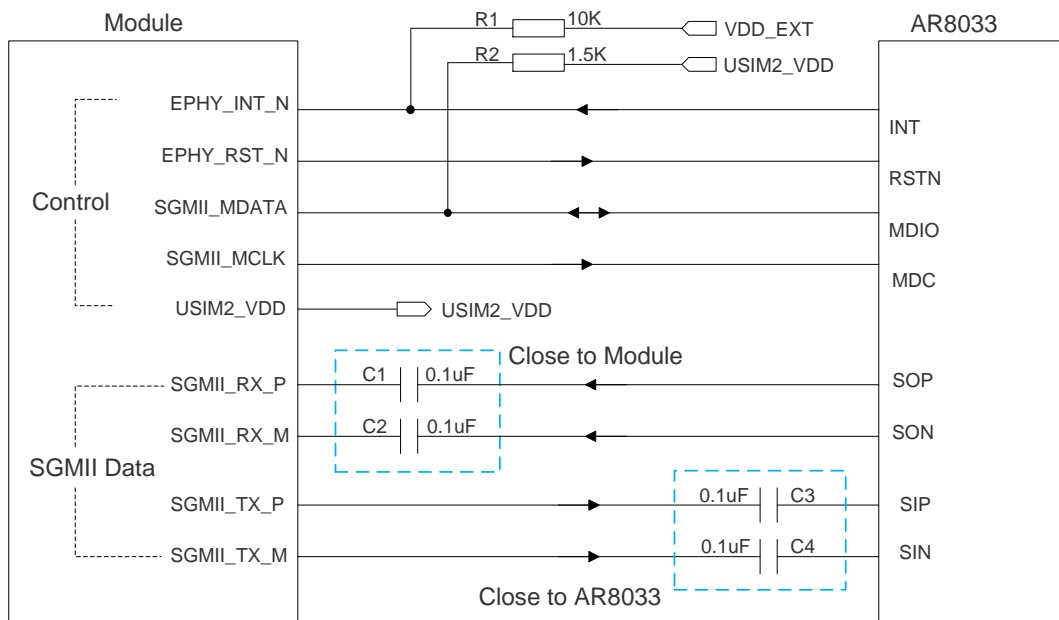 Module
R1 10K VDD_EXT
AR8033
R2 1.5K USIM2_VDD
EPHY_INT_N
INT
EPHY_RST_N
RSTN
Control
SGMII_MDATA
MDIO
SGMII_MCLK
MDC
USIM2_VDD USIM2_VDD
Close to Module
SGMII_RX_P C1 0.1uF SOP
SGMII_RX_M C2 0.1uF SON
SGMII Data
SGMII_TX_P 0.1uF C3 SIP
SGMII_TX_M 0.1uF C4 SIN
Close to AR8033